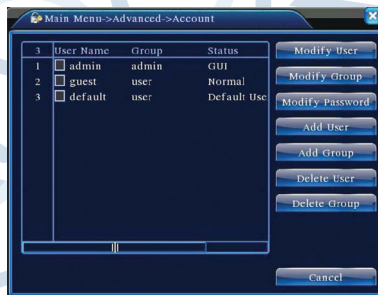 Main Menu->Advanced->Account
3 User Name Group Status
1 admin admin GUI
2 guest user Normal
3 default user Default Use
Modify User
Modify Group
Modify Password
Add User
Add Group
Delete User
Delete Group
Cancel